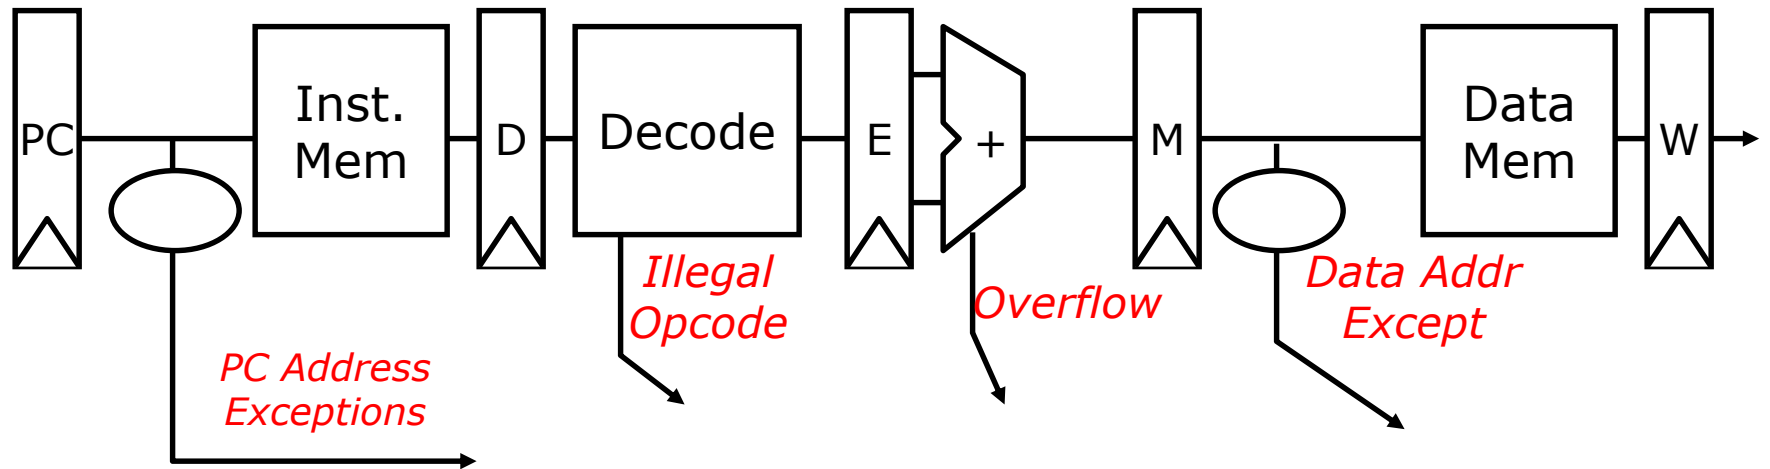 PC
Inst.
Mem
D
Decode
E
+
M
Data
Mem
W
Illegal
Opcode
Overflow
Data Addr
Except
PC Address
Exceptions